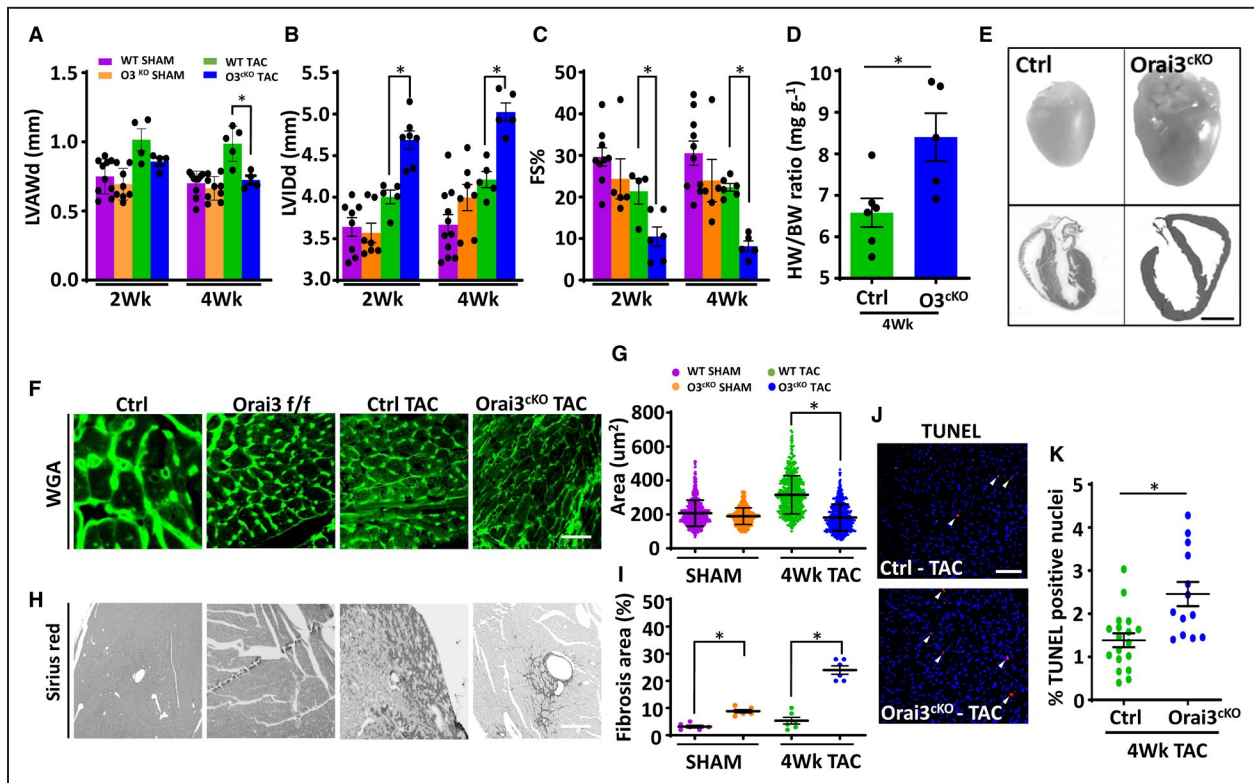 A
WT SHAM
WT TAC
O3 KO SHAM
O3cKO TAC
LVAWd (mm)
1.5
1.0
0.5
0.0
*
2Wk
4Wk
B
LVIDd (mm)
5.5
5.0
4.5
4.0
3.5
3.0
*
*
2Wk
4Wk
C
FS%
50
40
30
20
10
0
*
*
2Wk
4Wk
D
HW/BW ratio (mg g-1)
10
9
8
7
6
5
*
Ctrl
O3cKO
4Wk
E
Ctrl
Orai3cKO
F
Ctrl
Orai3 f/f
Ctrl TAC
Orai3cKO TAC
WGA
G
WT SHAM
WT TAC
O3cKO SHAM
O3cKO TAC
Area (um2)
800
600
400
200
0
*
SHAM
4Wk TAC
H
Sirius red
I
Fibrosis area (%)
50
40
30
20
10
0
*
*
SHAM
4Wk TAC
J
TUNEL
Ctrl - TAC
Orai3cKO - TAC
K
% TUNEL positive nuclei
5
4
3
2
1
0
*
Ctrl
Orai3cKO
4Wk TAC